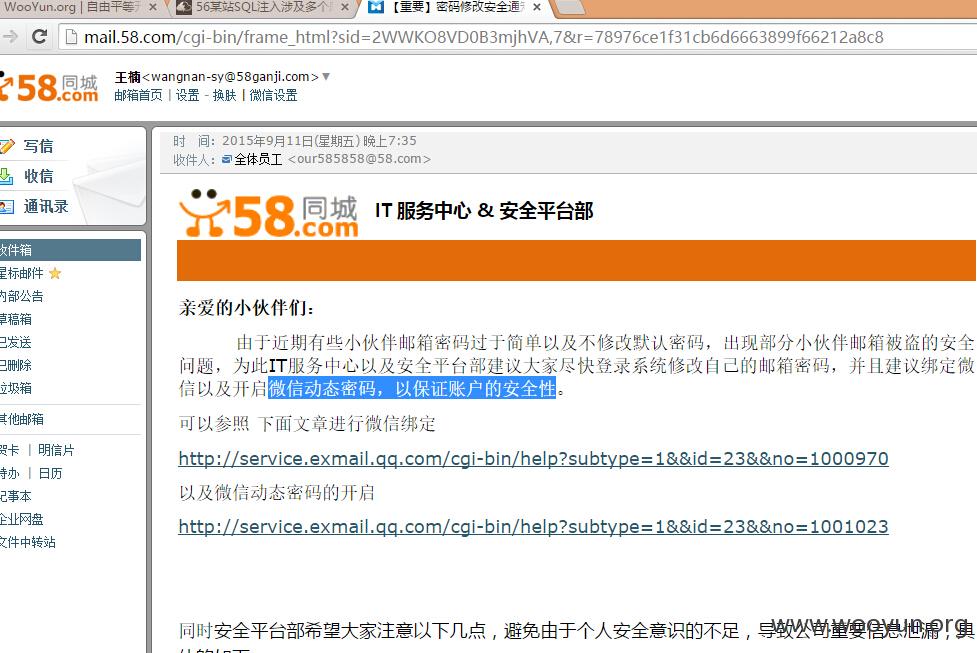 WooYun.org | 自由平等开
56某站SQL注入涉及多个
【重要】密码修改安全通
mail.58.com/cgi-bin/frame_html?sid=2WWKO8VD0B3mjhVA,7&r=78976ce1f31cb6d6663899f66212a8c8
58同城
.com
王楠<wangnan-sy@58ganji.com>
邮箱首页 | 设置 - 换肤 | 微信设置
写信
收信
通讯录
收件箱
星标邮件
内部公告
草稿箱
已发送
已删除
垃圾箱
其他邮箱
贺卡 | 明信片
待办 | 日历
记事本
企业网盘
文件中转站
时 间: 2015年9月11日(星期五) 晚上7:35
收件人: 全体员工 <our585858@58.com>
58同城
.com
IT 服务中心 & 安全平台部
亲爱的小伙伴们:
由于近期有些小伙伴邮箱密码过于简单以及不修改默认密码，出现部分小伙伴邮箱被盗的安全
问题，为此IT服务中心以及安全平台部建议大家尽快登录系统修改自己的邮箱密码，并且建议绑定微
信以及开启微信动态密码，以保证账户的安全性。
可以参照 下面文章进行微信绑定
http://service.exmail.qq.com/cgi-bin/help?subtype=1&&id=23&&no=1000970
以及微信动态密码的开启
http://service.exmail.qq.com/cgi-bin/help?subtype=1&&id=23&&no=1001023
同时安全平台部希望大家注意以下几点，避免由于个人安全意识的不足，导致公司重要信息泄漏，具
www.wooyun.org